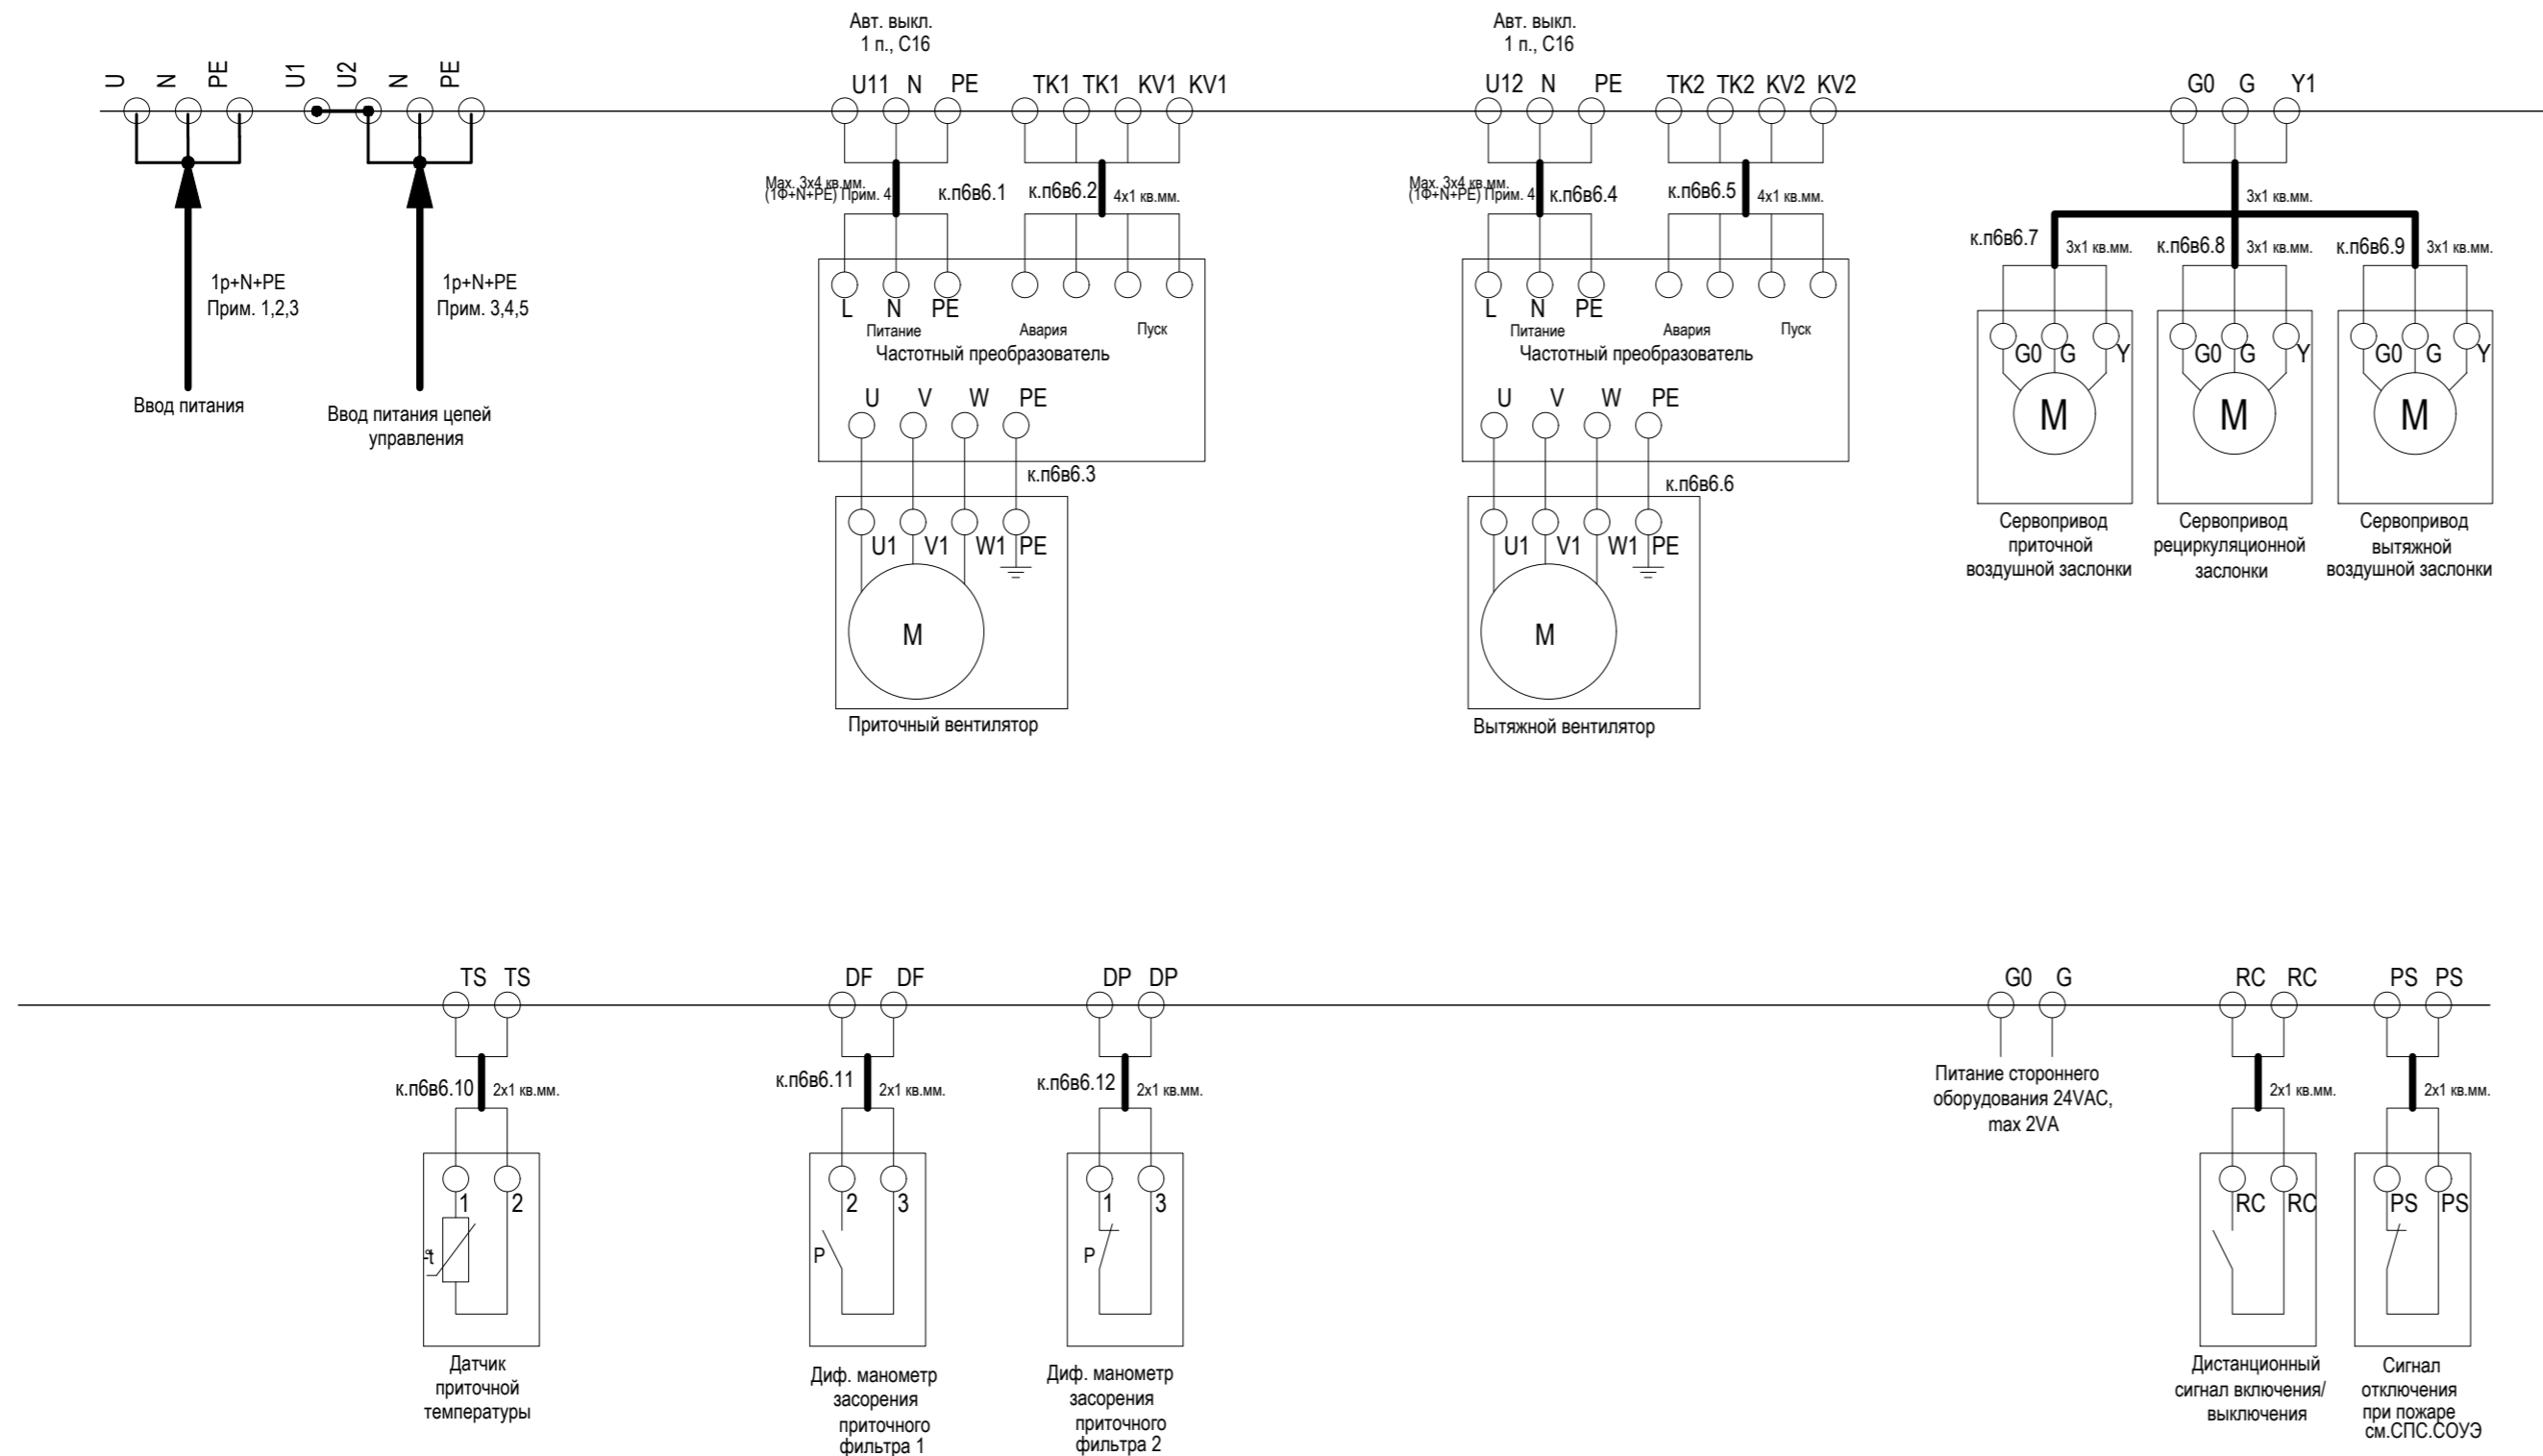 Авт. выкл.
1 п., С16
Авт. выкл.
1 п., С16
U N PE U1 U2 N PE
U11 N PE TK1 TK1 KV1 KV1
U12 N PE TK2 TK2 KV2 KV2
G0 G Y1
Max. 3x4 кв.мм.
(1Ф+N+PE) Прим. 4
к.п6в6.1
к.п6в6.2
4x1 кв.мм.
Max. 3x4 кв.мм.
(1Ф+N+PE) Прим. 4
к.п6в6.4
к.п6в6.5
4x1 кв.мм.
3x1 кв.мм.
к.п6в6.7
3x1 кв.мм.
к.п6в6.8
3x1 кв.мм.
к.п6в6.9
3x1 кв.мм.
1p+N+PE
Прим. 1,2,3
1p+N+PE
Прим. 3,4,5
Ввод питания
Ввод питания цепей
управления
L N PE
Питание
Авария
Пуск
Частотный преобразователь
U V W PE
к.п6в6.3
U1 V1 W1 PE
M
Приточный вентилятор
L N PE
Питание
Авария
Пуск
Частотный преобразователь
U V W PE
к.п6в6.6
U1 V1 W1 PE
M
Вытяжной вентилятор
G0 G Y
M
Сервопривод
приточной
воздушной заслонки
G0 G Y
M
Сервопривод
рециркуляционной
заслонки
G0 G Y
M
Сервопривод
вытяжной
воздушной заслонки
TS TS
к.п6в6.10
2x1 кв.мм.
1 2
-t°
Датчик
приточной
температуры
DF DF
к.п6в6.11
2x1 кв.мм.
2 3
P
Диф. манометр
засорения
приточного
фильтра 1
DP DP
к.п6в6.12
2x1 кв.мм.
1 3
P
Диф. манометр
засорения
приточного
фильтра 2
G0 G
Питание стороннего
оборудования 24VAC,
max 2VA
RC RC
2x1 кв.мм.
RC RC
Дистанционный
сигнал включения/
выключения
PS PS
2x1 кв.мм.
PS PS
Сигнал
отключения
при пожаре
см.СПС.СОУЭ